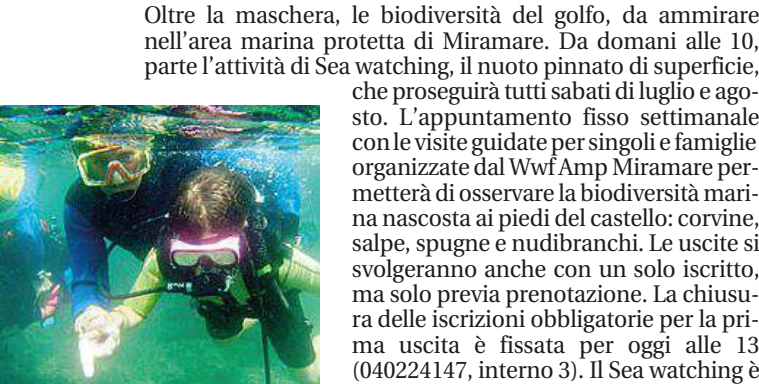 Oltre la maschera, le biodiversità del golfo, da ammirare
nell'area marina protetta di Miramare. Da domani alle 10,
parte l'attività di Sea watching, il nuoto pinnato di superficie,
che proseguirà tutti sabati di luglio e ago-
sto. L'appuntamento fisso settimanale
con le visite guidate per singoli e famiglie
organizzate dal Wwf Amp Miramare per-
metterà di osservare la biodiversità mari-
na nascosta ai piedi del castello: corvine,
salpe, spugne e nudibranchi. Le uscite si
svolgeranno anche con un solo iscritto,
ma solo previa prenotazione. La chiusu-
ra delle iscrizioni obbligatorie per la pri-
ma uscita è fissata per oggi alle 13
(040224147, interno 3). Il Sea watching è